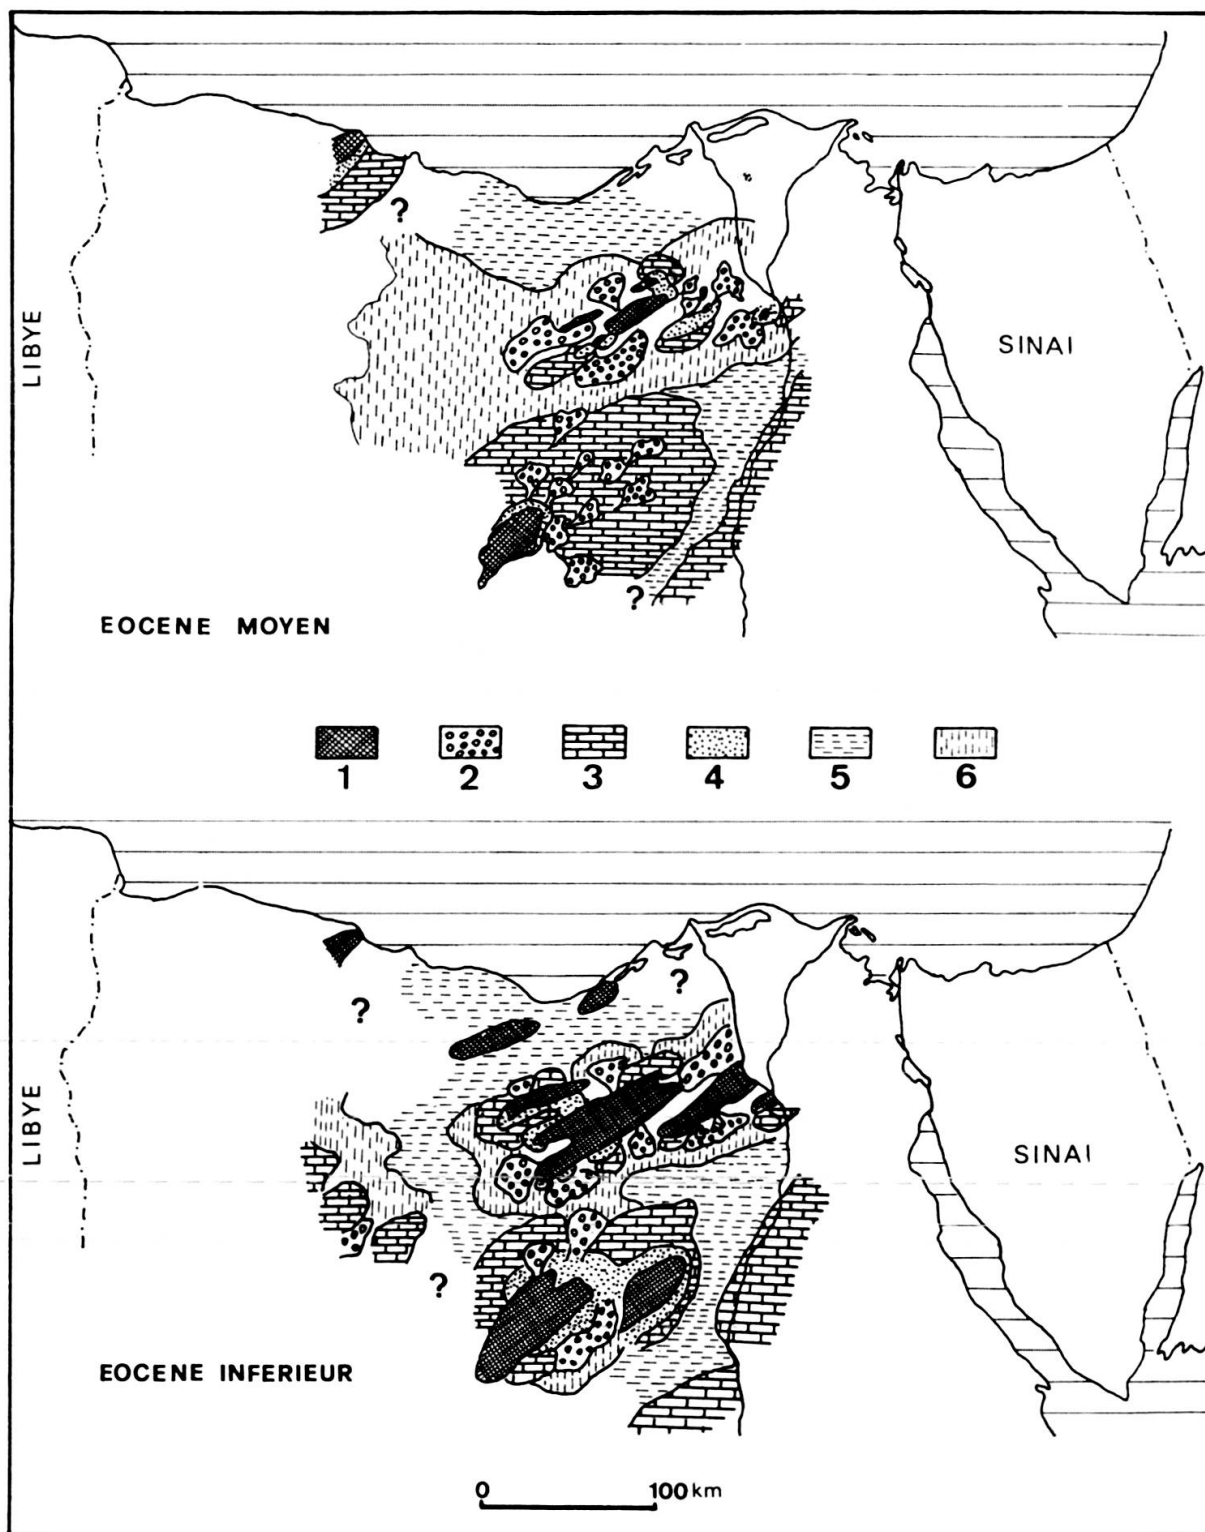 LIBYE
?
SINAI
?
EOCENE MOYEN
1 2 3 4 5 6
?
?
LIBYE
SINAI
?
EOCENE INFERIEUR
0 100 km